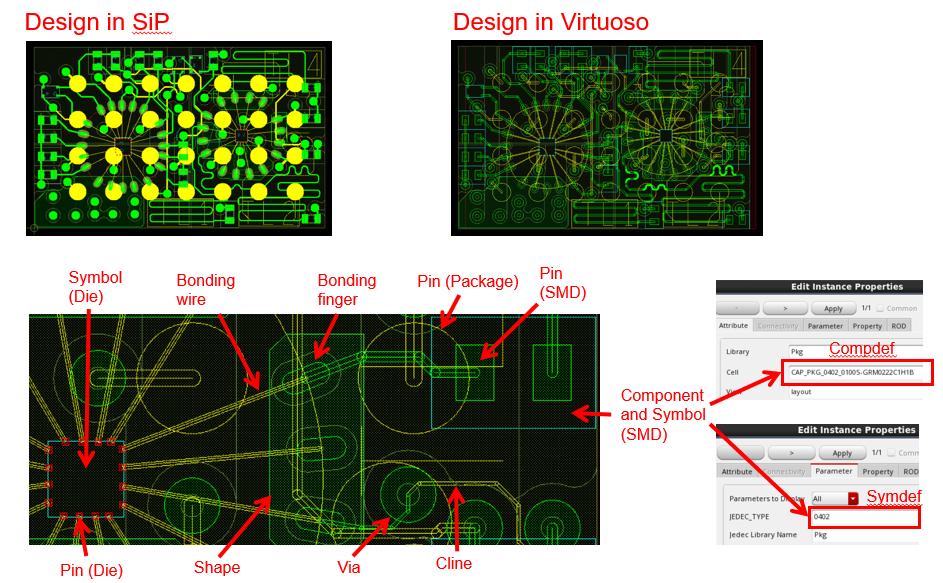 Design in SiP
Design in Virtuoso
Symbol
(Die)
Bonding
wire
Bonding
finger
Pin (Package)
Pin
(SMD)
Component
and Symbol
(SMD)
Pin (Die)
Shape
Via
Cline
Edit Instance Properties
> Apply 1/1 Common
Attribute Connectivity Parameter Property ROD
Library Pkg
Compdef
Cell CAP_PKG_0402_0100S-GRM0222C1H1B
View layout
Edit Instance Properties
> Apply 1/1 Comm
Attribute Connectivity Parameter Property ROD
Parameters to Display All
Symdef
JEDEC_TYPE 0402
Jedec Library Name Pkg